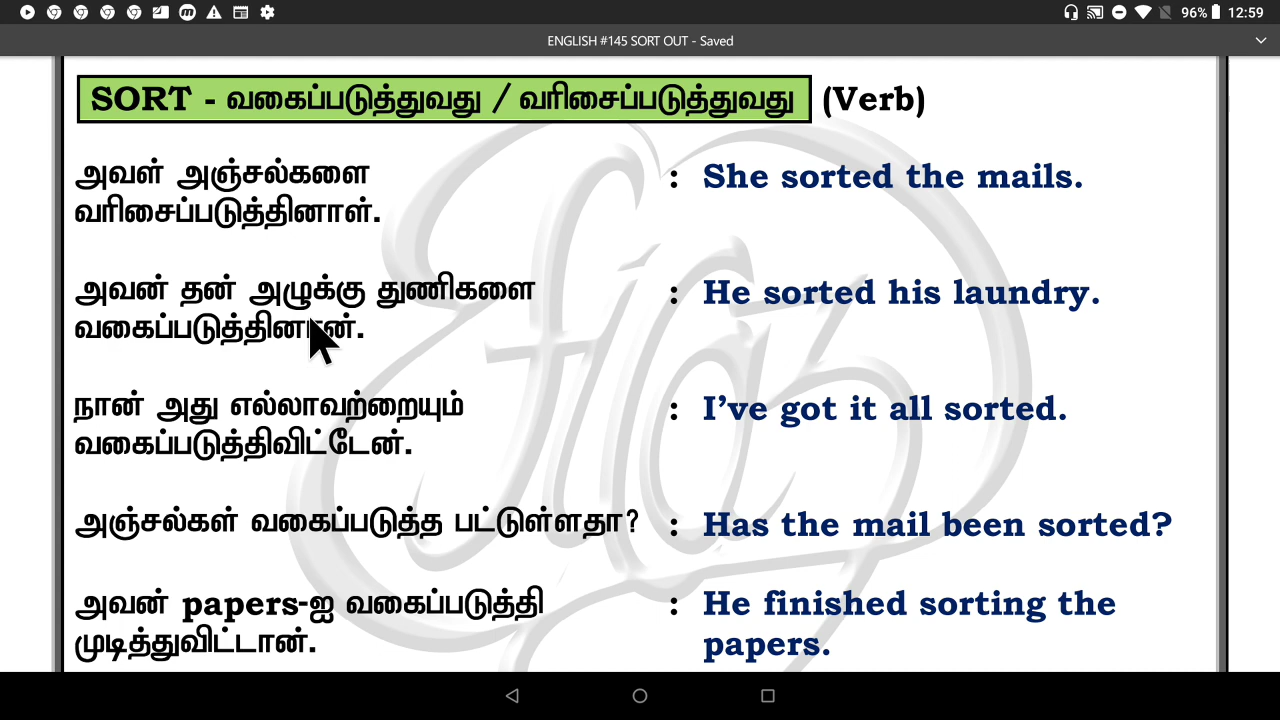 96% 12:59
ENGLISH #145 SORT OUT - Saved
SORT - வகைப்படுத்துவது / வரிசைப்படுத்துவது (Verb)
அவள் அஞ்சல்களை : She sorted the mails.
வரிசைப்படுத்தினாள்.
அவன் தன் அழுக்கு துணிகளை : He sorted his laundry.
வகைப்படுத்தினான்.
நான் அது எல்லாவற்றையும் : I’ve got it all sorted.
வகைப்படுத்திவிட்டேன்.
அஞ்சல்கள் வகைப்படுத்த பட்டுள்ளதா? : Has the mail been sorted?
அவன் papers-ஐ வகைப்படுத்தி : He finished sorting the
முடித்துவிட்டான். papers.